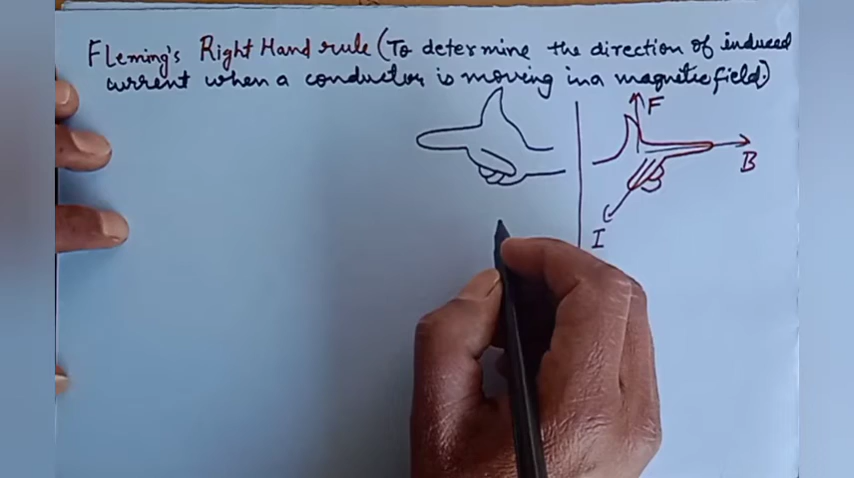 Fleming's Right Hand rule (To determine the direction of induced
current when a conductor is moving in a magnetic field.)
F
B
I